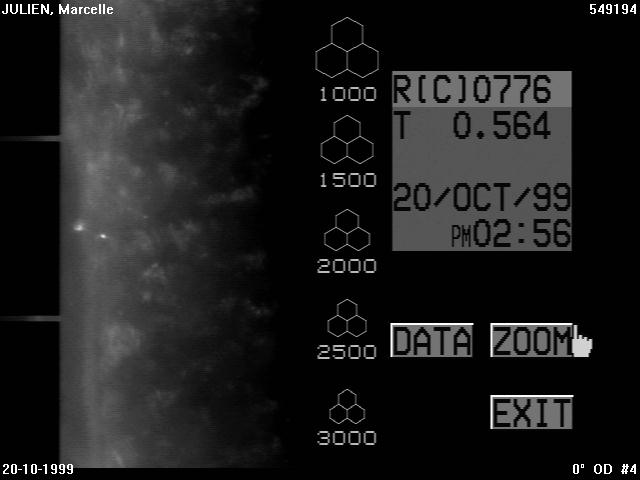 JULIEN, Marcelle
549194
1000
R[C]0776
T 0.564
1500
20/OCT/99
PM02:56
2000
DATA
ZOOM
2500
EXIT
3000
20-10-1999
0° OD #4